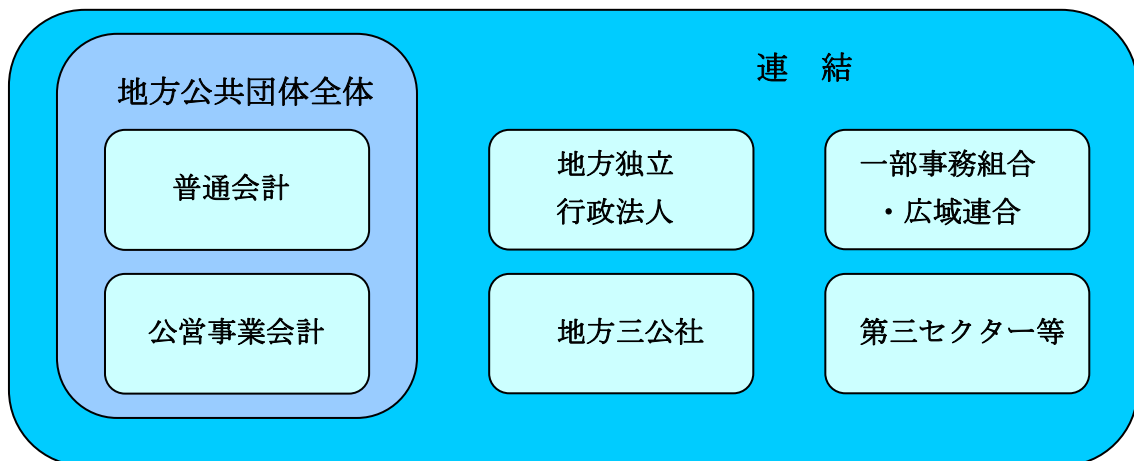 連　結
地方公共団体全体
普通会計
公営事業会計
地方独立
行政法人
一部事務組合
・広域連合
地方三公社
第三セクター等